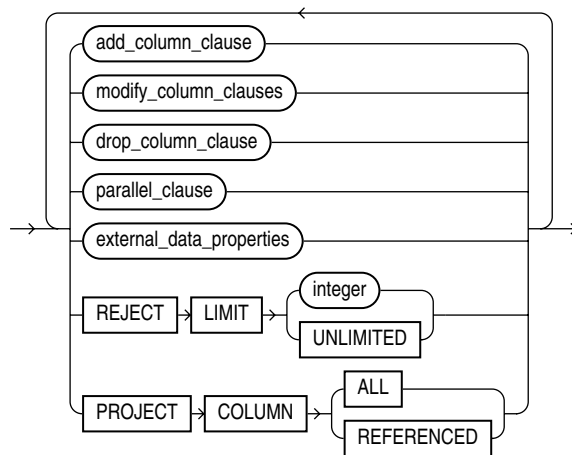 add_column_clause
modify_column_clauses
drop_column_clause
parallel_clause
external_data_properties
REJECT LIMIT integer
UNLIMITED
PROJECT COLUMN ALL
REFERENCED